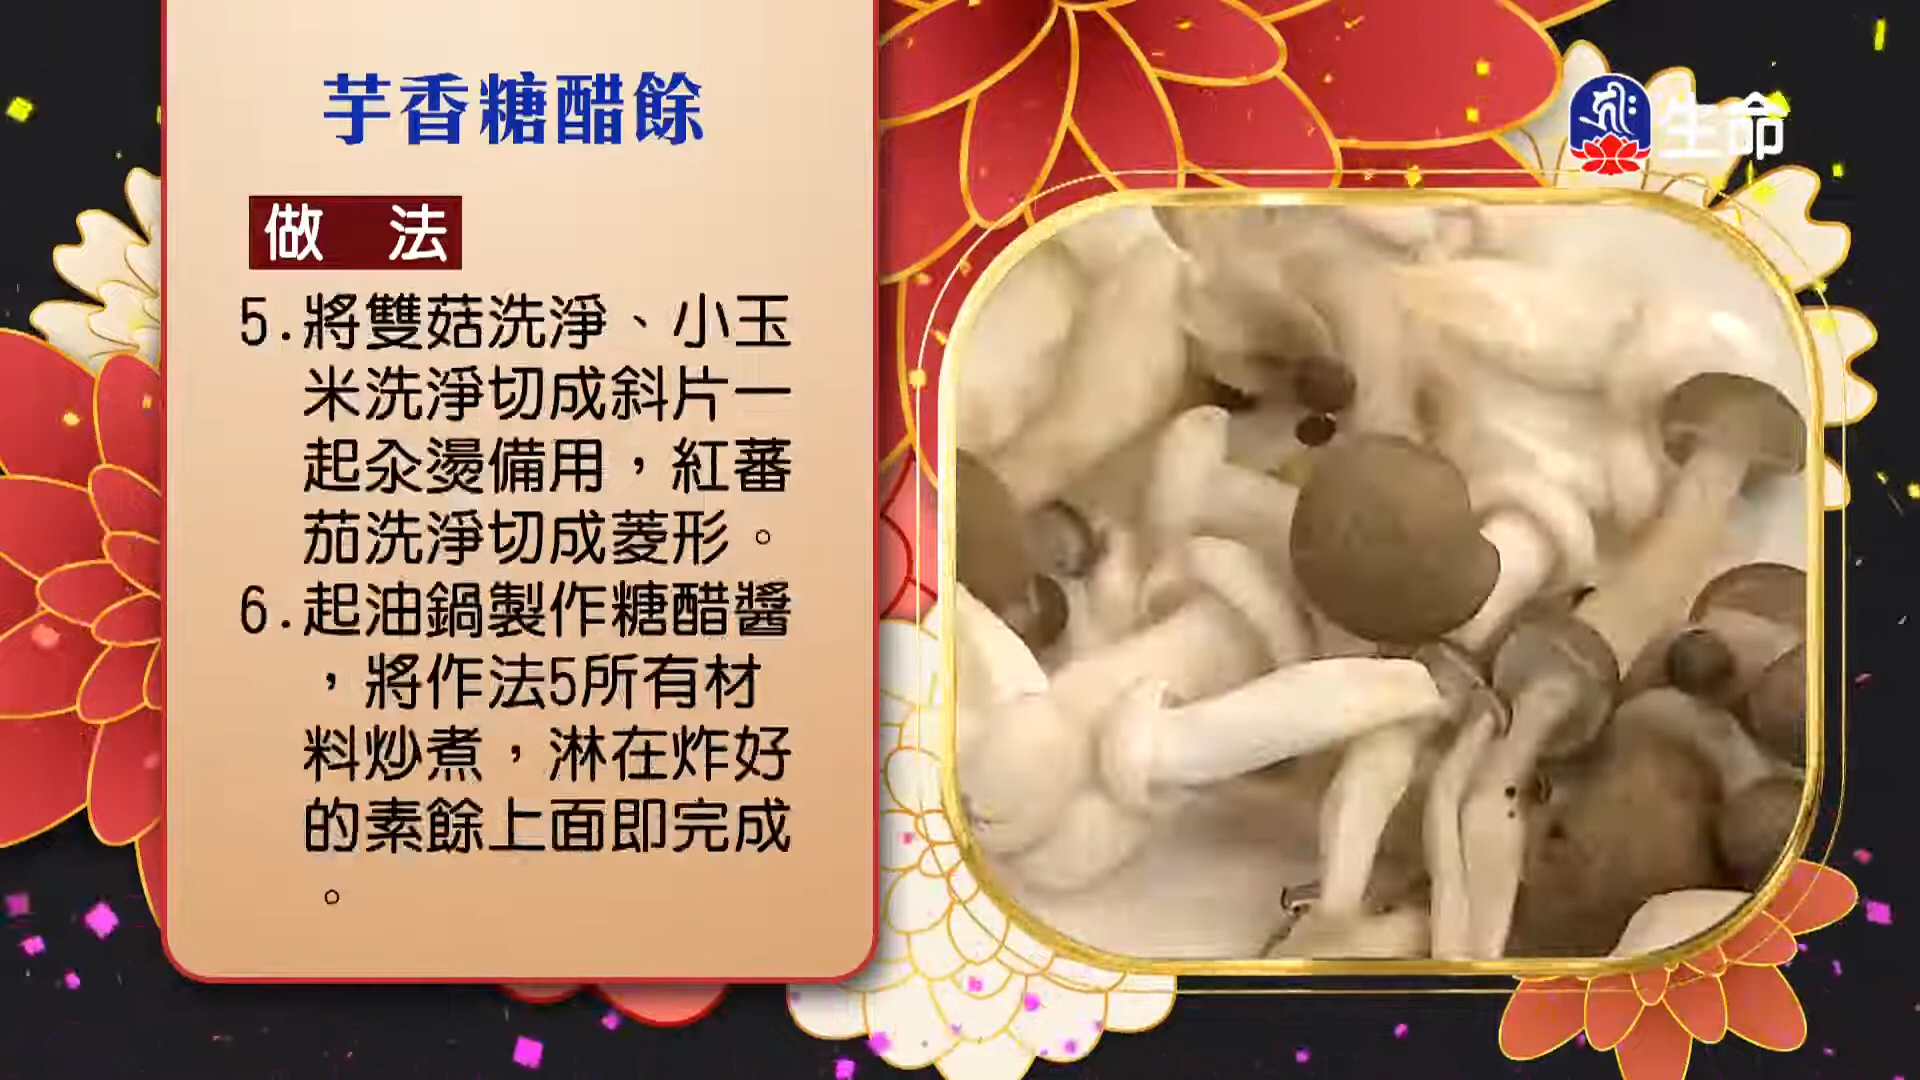 芋香糖醋餘
生命
做 法
5.將雙菇洗淨、小玉
米洗淨切成斜片一
起汆燙備用，紅蕃
茄洗淨切成菱形。
6.起油鍋製作糖醋醬
，將作法5所有材
料炒煮，淋在炸好
的素餘上面即完成
。